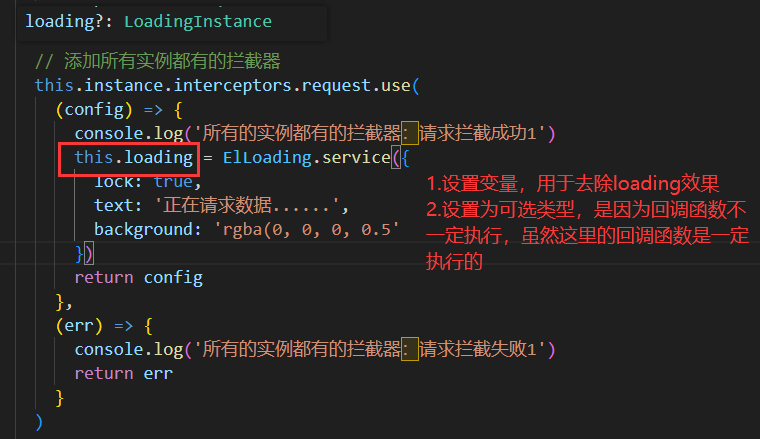 loading?: LoadingInstance
// 添加所有实例都有的拦截器
this.instance.interceptors.request.use(
(config) => {
console.log('所有的实例都有的拦截器：请求拦截成功1')
this.loading = ElLoading.service({
lock: true,
text: '正在请求数据......',
background: 'rgba(0, 0, 0, 0.5'
})
return config
},
(err) => {
console.log('所有的实例都有的拦截器：请求拦截失败1')
return err
}
)
1.设置变量，用于去除loading效果
2.设置为可选类型，是因为回调函数不
一定执行，虽然这里的回调函数是一定
执行的